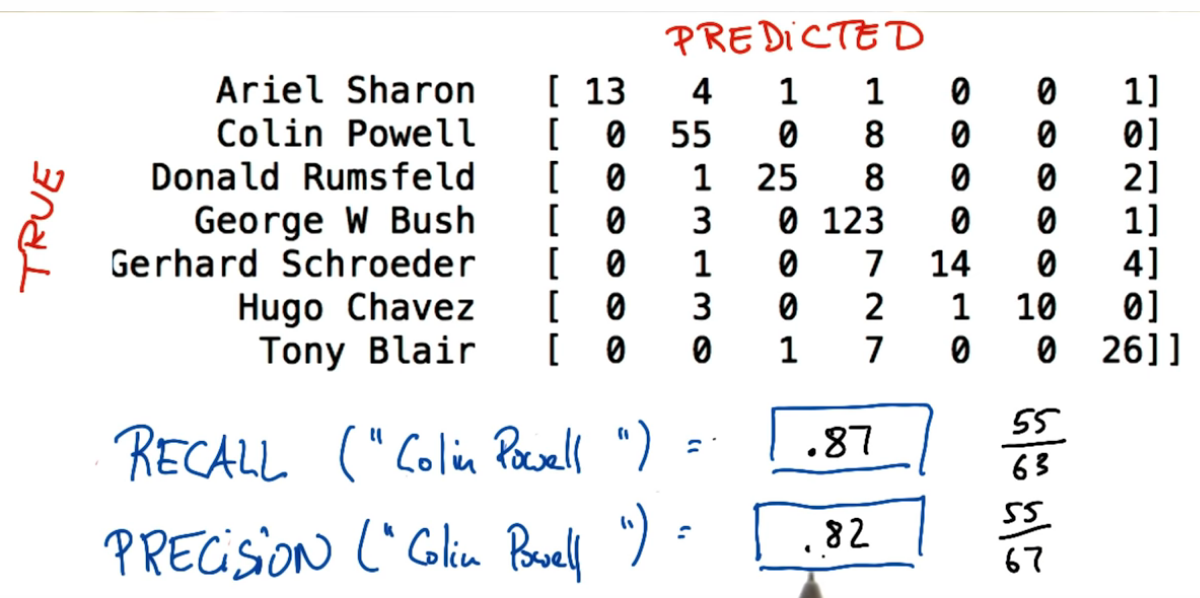 PREDICTED
TRUE
Ariel Sharon [ 13 4 1 1 0 0 1]
Colin Powell [ 0 55 0 8 0 0 0]
Donald Rumsfeld [ 0 1 25 8 0 0 2]
George W Bush [ 0 3 0 123 0 0 1]
Gerhard Schroeder [ 0 1 0 7 14 0 4]
Hugo Chavez [ 0 3 0 2 1 10 0]
Tony Blair [ 0 0 1 7 0 0 26]]
RECALL ("Colin Powell") = .87 55/63
PRECISION ("Colin Powell") = .82 55/67